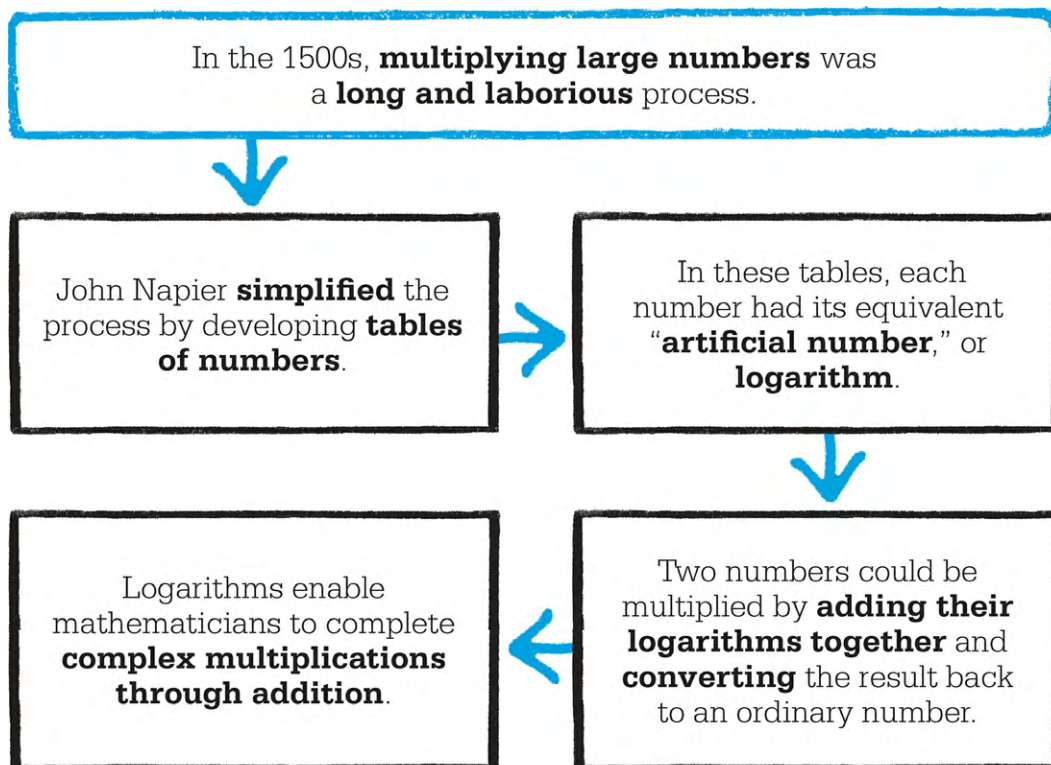 In the 1500s, multiplying large numbers was
a long and laborious process.
John Napier simplified the
process by developing tables
of numbers.
In these tables, each
number had its equivalent
“artificial number,” or
logarithm.
Two numbers could be
multiplied by adding their
logarithms together and
converting the result back
to an ordinary number.
Logarithms enable
mathematicians to complete
complex multiplications
through addition.